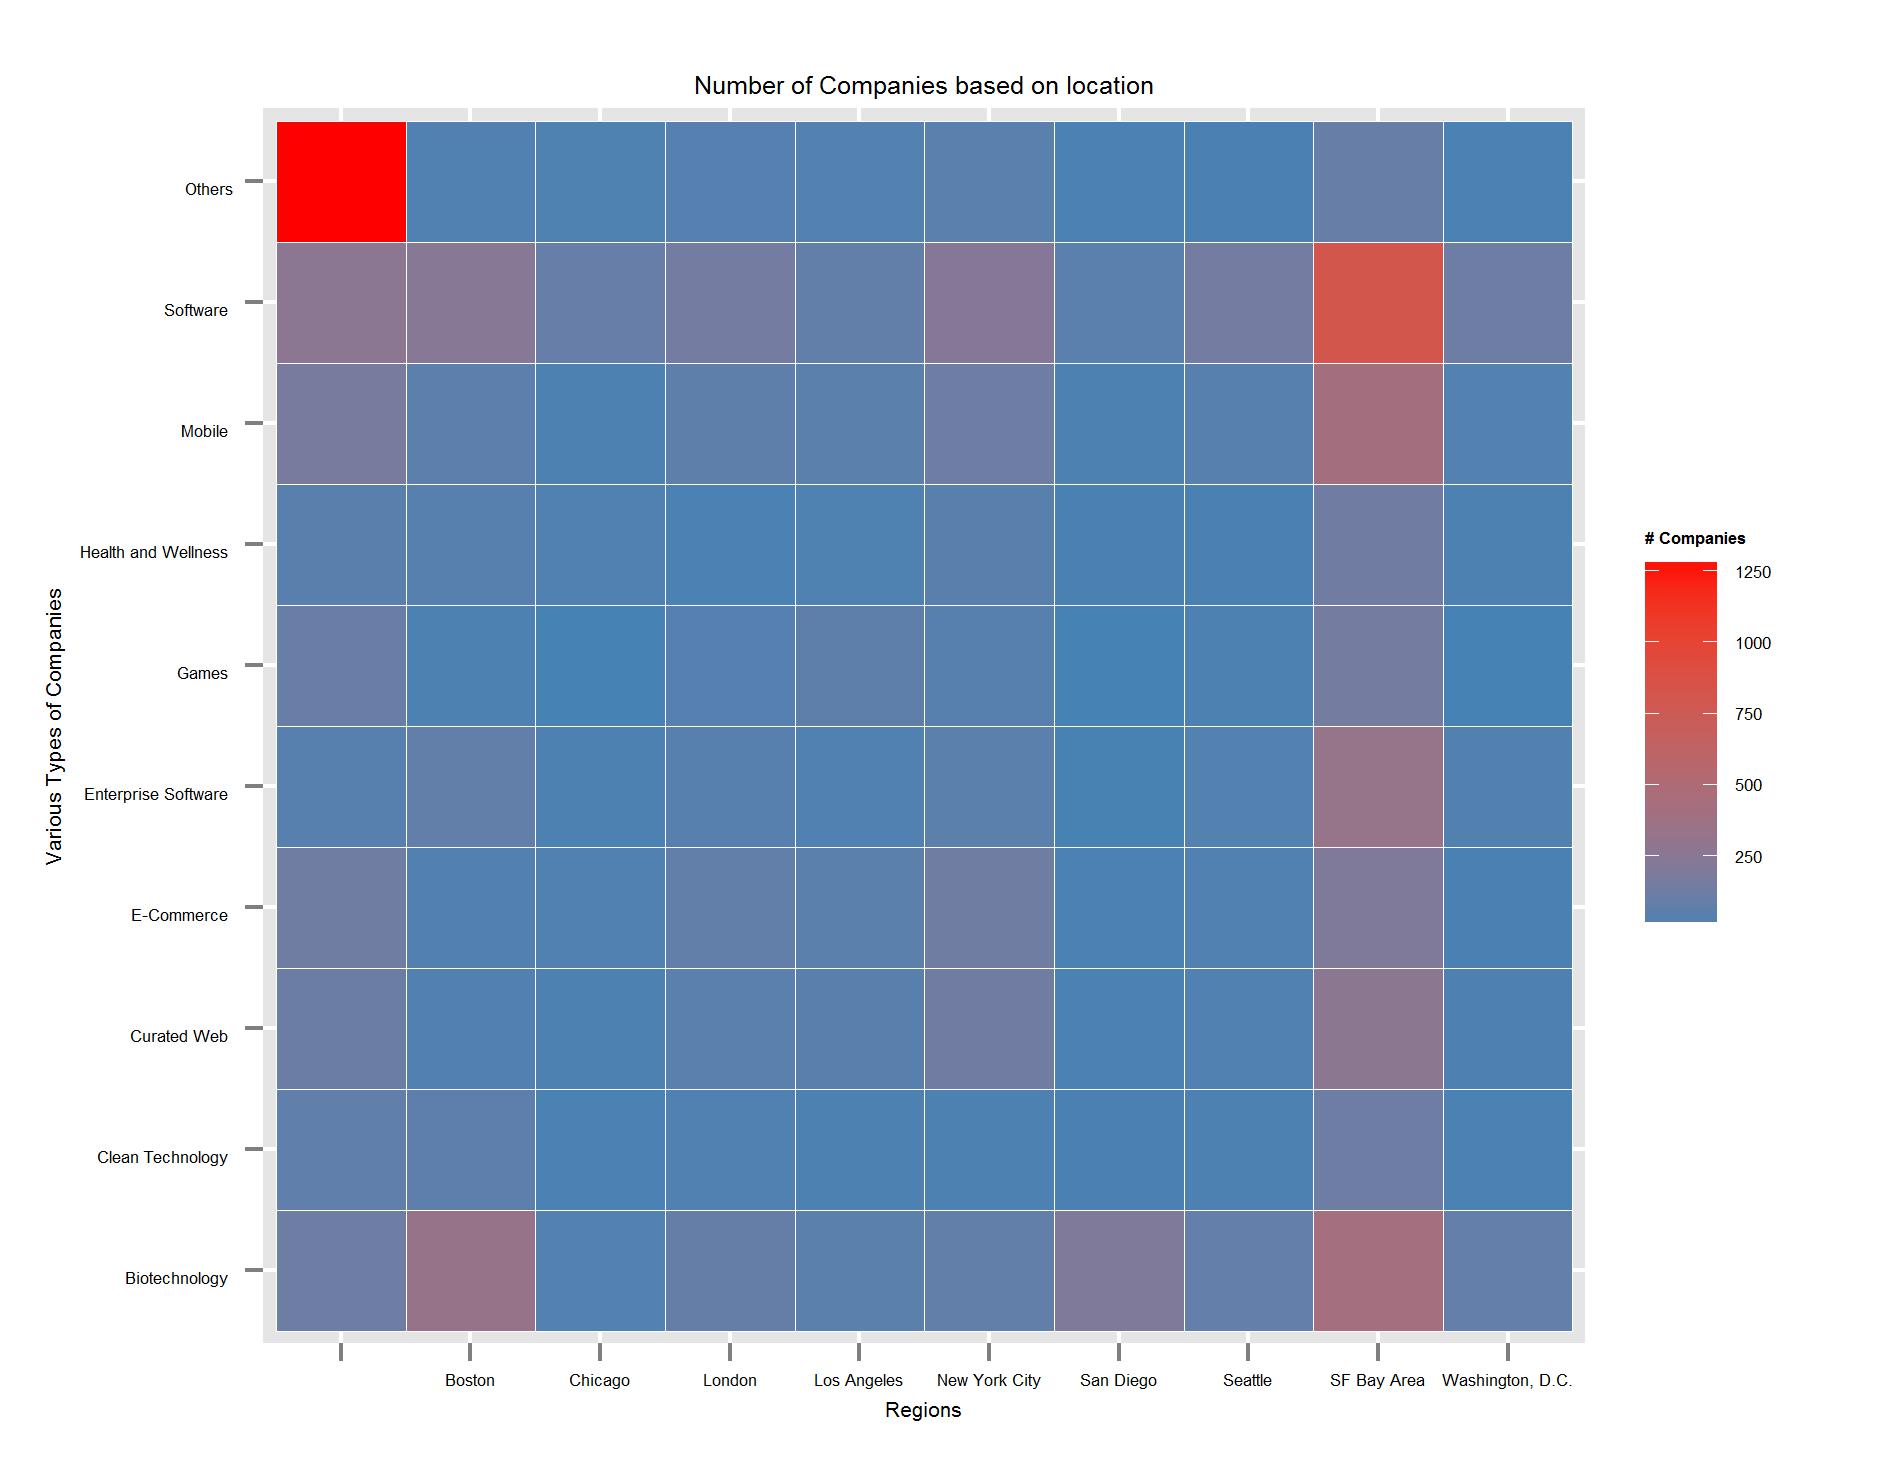 Number of Companies based on location
Others
Software
Mobile
Health and Wellness
Games
Enterprise Software
E-Commerce
Curated Web
Clean Technology
Biotechnology
Various Types of Companies
Boston
Chicago
London
Los Angeles
New York City
San Diego
Seattle
SF Bay Area
Washington, D.C.
Regions
# Companies
1250
1000
750
500
250